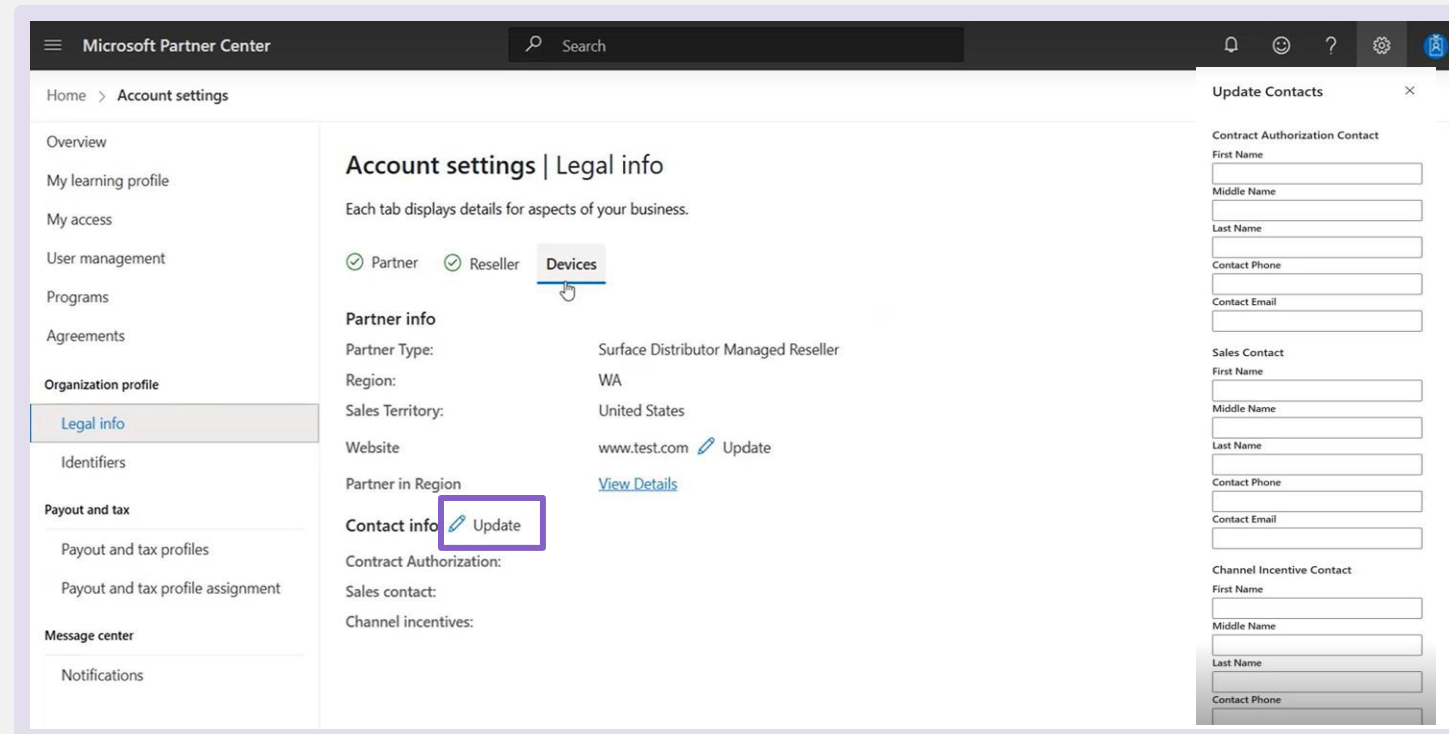 Microsoft Partner Center
Search
Home > Account settings
Overview
My learning profile
My access
User management
Programs
Agreements
Organization profile
Legal info
Identifiers
Payout and tax
Payout and tax profiles
Payout and tax profile assignment
Message center
Notifications
Account settings | Legal info
Each tab displays details for aspects of your business.
Partner Reseller Devices
Partner info
Partner Type: Surface Distributor Managed Reseller
Region: WA
Sales Territory: United States
Website www.test.com Update
Partner in Region View Details
Contact info Update
Contract Authorization:
Sales contact:
Channel incentives:
Update Contacts
Contract Authorization Contact
First Name
Middle Name
Last Name
Contact Phone
Contact Email
Sales Contact
First Name
Middle Name
Last Name
Contact Phone
Contact Email
Channel Incentive Contact
First Name
Middle Name
Last Name
Contact Phone